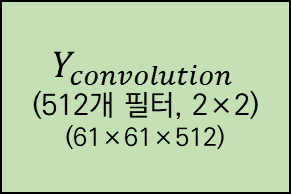 Y_convolution
(512개 필터, 2×2)
(61×61×512)